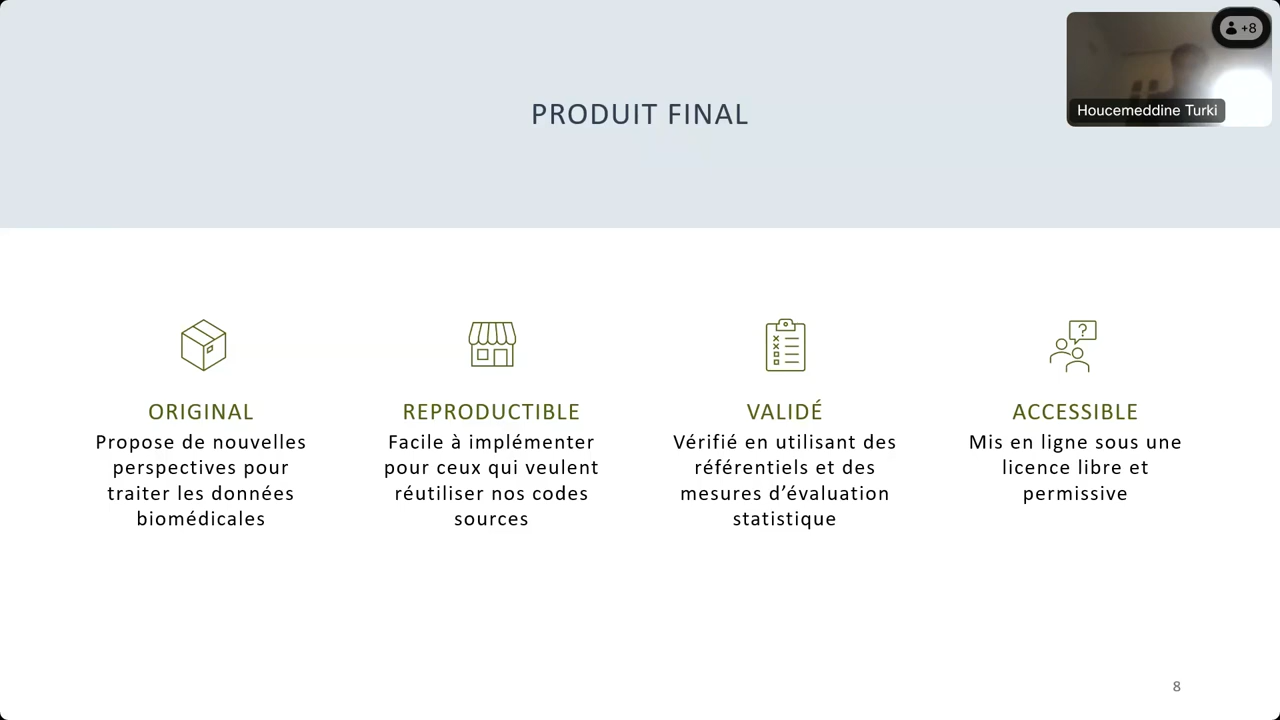 +8
Houcemeddine Turki
PRODUIT FINAL
?
ORIGINAL
Propose de nouvelles
perspectives pour
traiter les données
biomédicales
REPRODUCTIBLE
Facile à implémenter
pour ceux qui veulent
réutiliser nos codes
sources
VALIDÉ
Vérifié en utilisant des
référentiels et des
mesures d’évaluation
statistique
ACCESSIBLE
Mis en ligne sous une
licence libre et
permissive
8